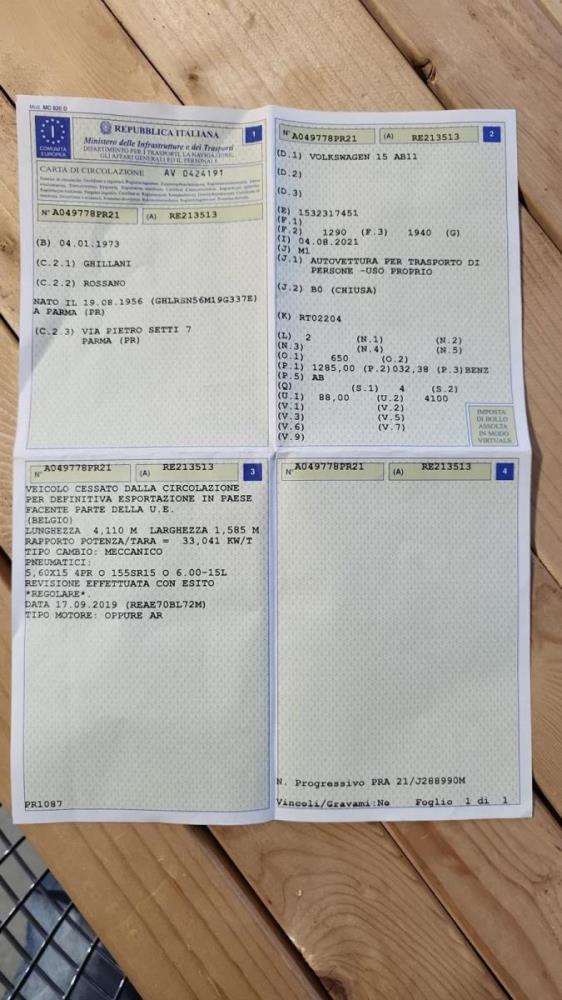 Mod. MC 820 D
REPUBBLICA ITALIANA
1
Ministero delle Infrastrutture e dei Trasporti
DIPARTIMENTO PER I TRASPORTI, LA NAVIGAZIONE,
GLI AFFARI GENERALI ED IL PERSONALE
I
COMUNITÀ
EUROPEA
CARTA DI CIRCOLAZIONE AV 0424191
N° A049778PR21 (A) RE213513
(B) 04.01.1973
(C.2.1) GHILLANI
(C.2.2) ROSSANO
NATO IL 19.08.1956 (GHLRSN56M19G337E)
A PARMA (PR)
(C.2.3) VIA PIETRO SETTI 7
PARMA (PR)
N° A049778PR21 (A) RE213513 2
(D.1) VOLKSWAGEN 15 AB11
(D.2)
(D.3)
(E) 1532317451
(F.1)
(F.2) 1290 (F.3) 1940 (G)
(I) 04.08.2021
(J) M1
(J.1) AUTOVETTURA PER TRASPORTO DI
PERSONE -USO PROPRIO
(J.2) B0 (CHIUSA)
(K) RT02204
(L) 2 (N.1) (N.2)
(N.3) (N.4) (N.5)
(O.1) 650 (O.2)
(P.1) 1285,00 (P.2)032,38 (P.3)BENZ
(P.5) AB
(Q) (S.1) 4 (S.2)
(U.1) 88,00 (U.2) 4100
(V.1) (V.2)
(V.3) (V.5)
(V.6) (V.7)
(V.9)
IMPOSTA
DI BOLLO
ASSOLTA
IN MODO
VIRTUALE
N° A049778PR21 (A) RE213513 3
VEICOLO CESSATO DALLA CIRCOLAZIONE
PER DEFINITIVA ESPORTAZIONE IN PAESE
FACENTE PARTE DELLA U.E.
(BELGIO)
LUNGHEZZA 4,110 M LARGHEZZA 1,585 M
RAPPORTO POTENZA/TARA = 33,041 KW/T
TIPO CAMBIO: MECCANICO
PNEUMATICI:
5,60X15 4PR O 155SR15 O 6.00-15L
REVISIONE EFFETTUATA CON ESITO
*REGOLARE*.
DATA 17.09.2019 (REAE70BL72M)
TIPO MOTORE: OPPURE AR
PR1087
N° A049778PR21 (A) RE213513 4
N. Progressivo PRA 21/J288990M
Vincoli/Gravami:No Foglio 1 di 1